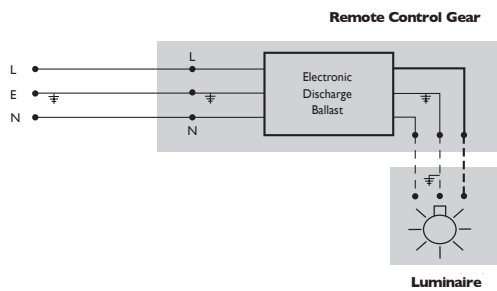 Remote Control Gear
L
L
Electronic
Discharge
Ballast
E
N
N
Luminaire